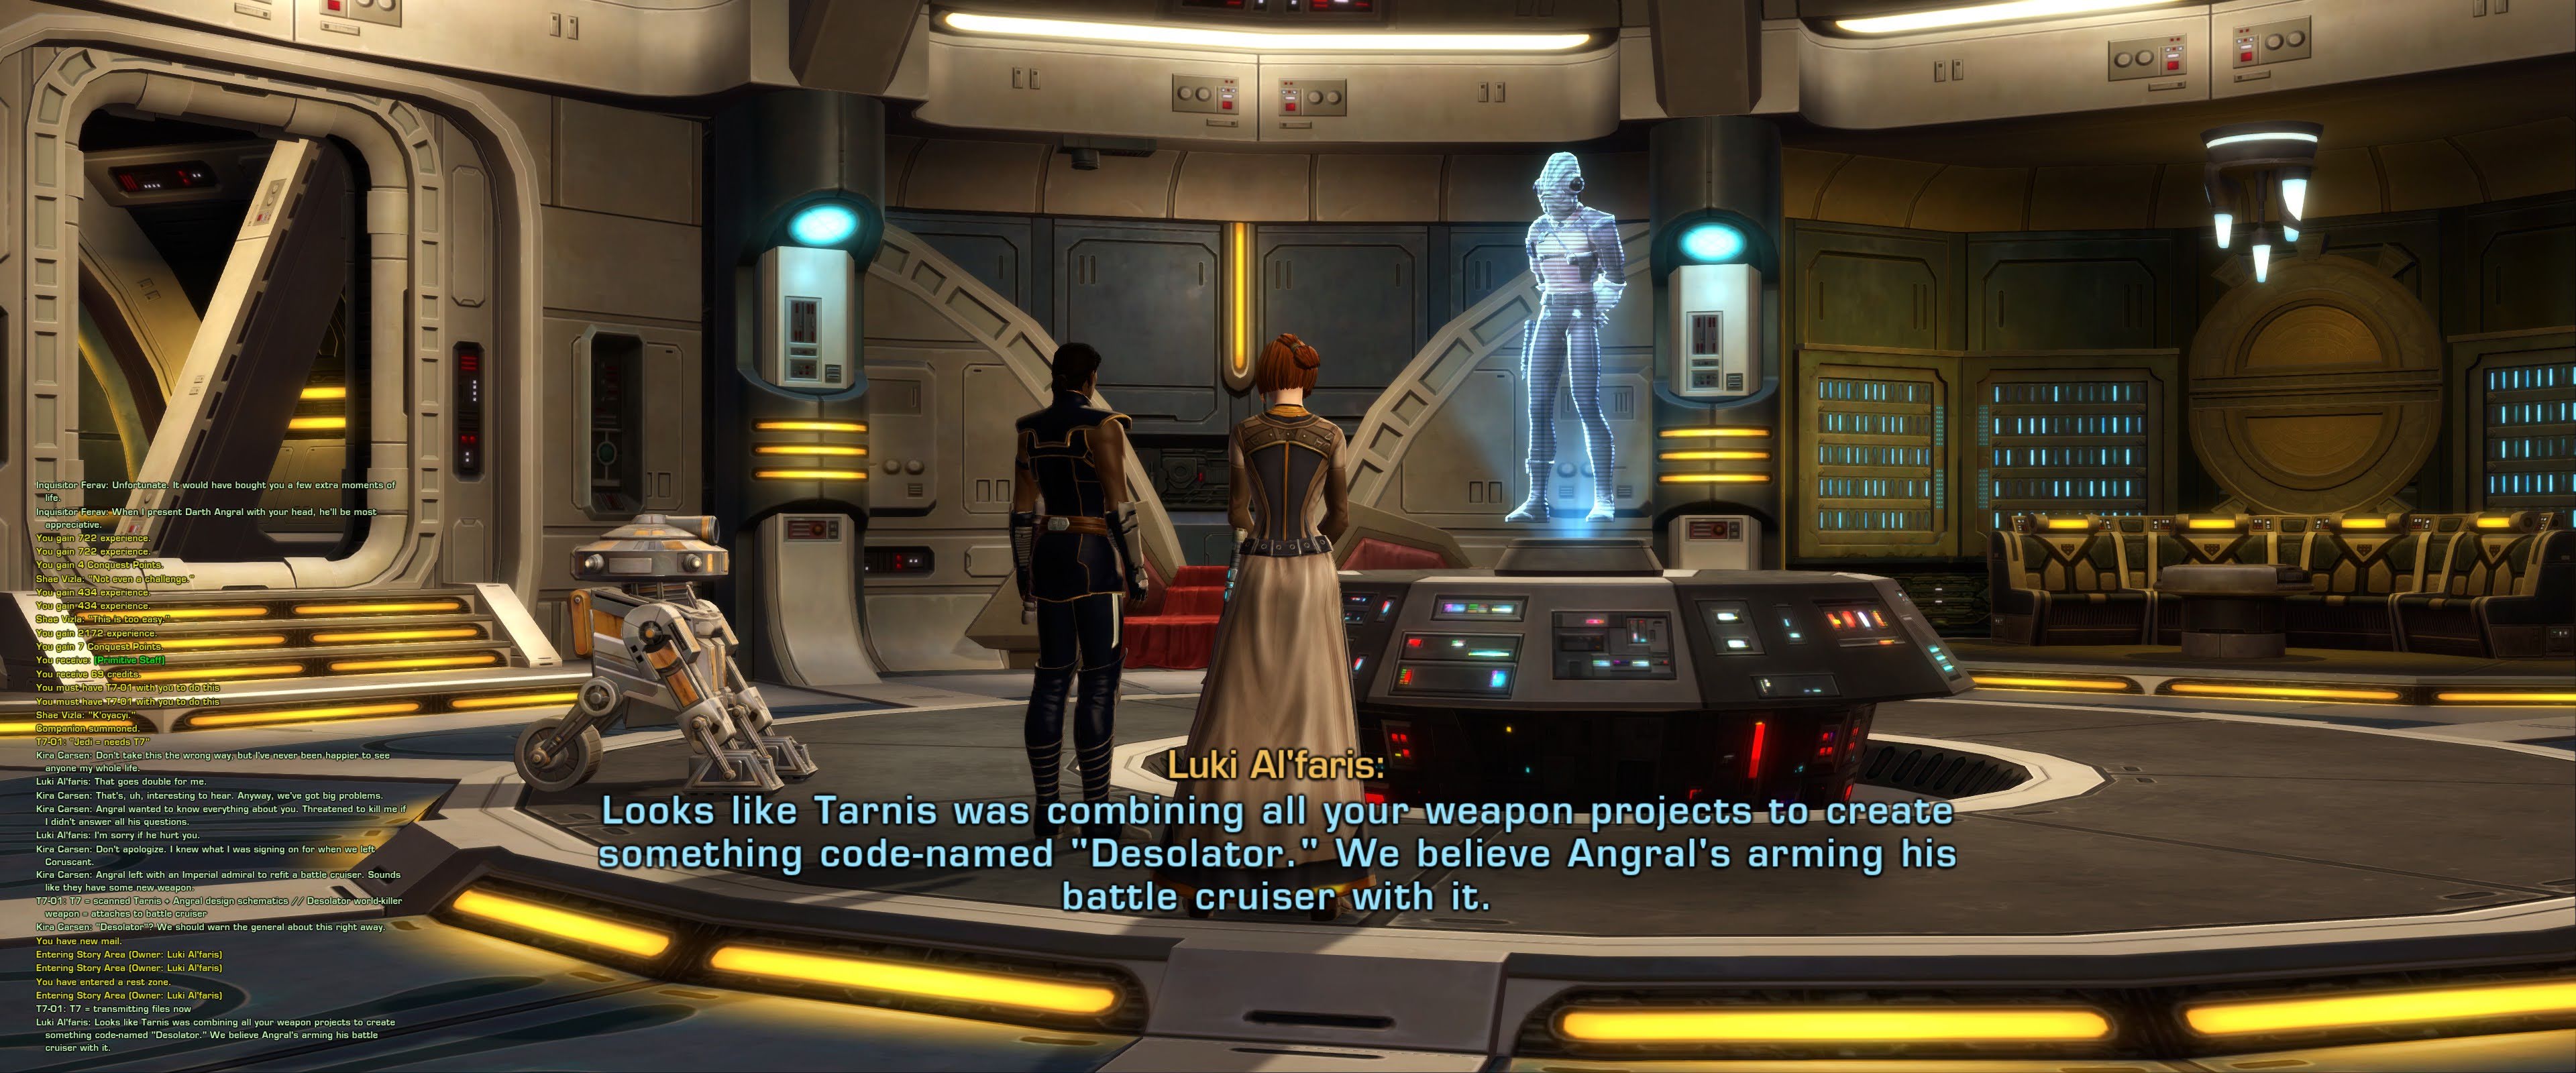 Inquisitor Ferav: Unfortunate. It would have bought you a few extra moments of
life.
Inquisitor Ferav: When I present Darth Angral with your head, he'll be most
appreciative.
You gain 722 experience.
You gain 722 experience.
You gain 4 Conquest Points.
Shae Vizla: "Not even a challenge."
You gain 434 experience.
You gain 434 experience.
Shae Vizla: "This is too easy."
You gain 2172 experience.
You gain 7 Conquest Points.
You receive: [Primitive Staff]
You receive 69 credits.
You must have T7-01 with you to do this
You must have T7-01 with you to do this
Shae Vizla: "K'oyacyi."
Companion summoned.
T7-01: "Jedi = needs T7"
Kira Carsen: Don't take this the wrong way, but I've never been happier to see
anyone my whole life.
Luki Al'faris: That goes double for me.
Kira Carsen: That's, uh, interesting to hear. Anyway, we've got big problems.
Kira Carsen: Angral wanted to know everything about you. Threatened to kill me if
I didn't answer all his questions.
Luki Al'faris: I'm sorry if he hurt you.
Kira Carsen: Don't apologize. I knew what I was signing on for when we left
Coruscant.
Kira Carsen: Angral left with an Imperial admiral to refit a battle cruiser. Sounds
like they have some new weapon.
T7-01: T7 = scanned Tarnis + Angral design schematics // Desolator world-killer
weapon = attaches to battle cruiser
Kira Carsen: "Desolator"? We should warn the general about this right away.
You have new mail.
Entering Story Area (Owner: Luki Al'faris)
Entering Story Area (Owner: Luki Al'faris)
You have entered a rest zone.
Entering Story Area (Owner: Luki Al'faris)
T7-01: T7 = transmitting files now
Luki Al'faris: Looks like Tarnis was combining all your weapon projects to create
something code-named "Desolator." We believe Angral's arming his battle
cruiser with it.
Luki Al'faris:
Looks like Tarnis was combining all your weapon projects to create
something code-named "Desolator." We believe Angral's arming his
battle cruiser with it.